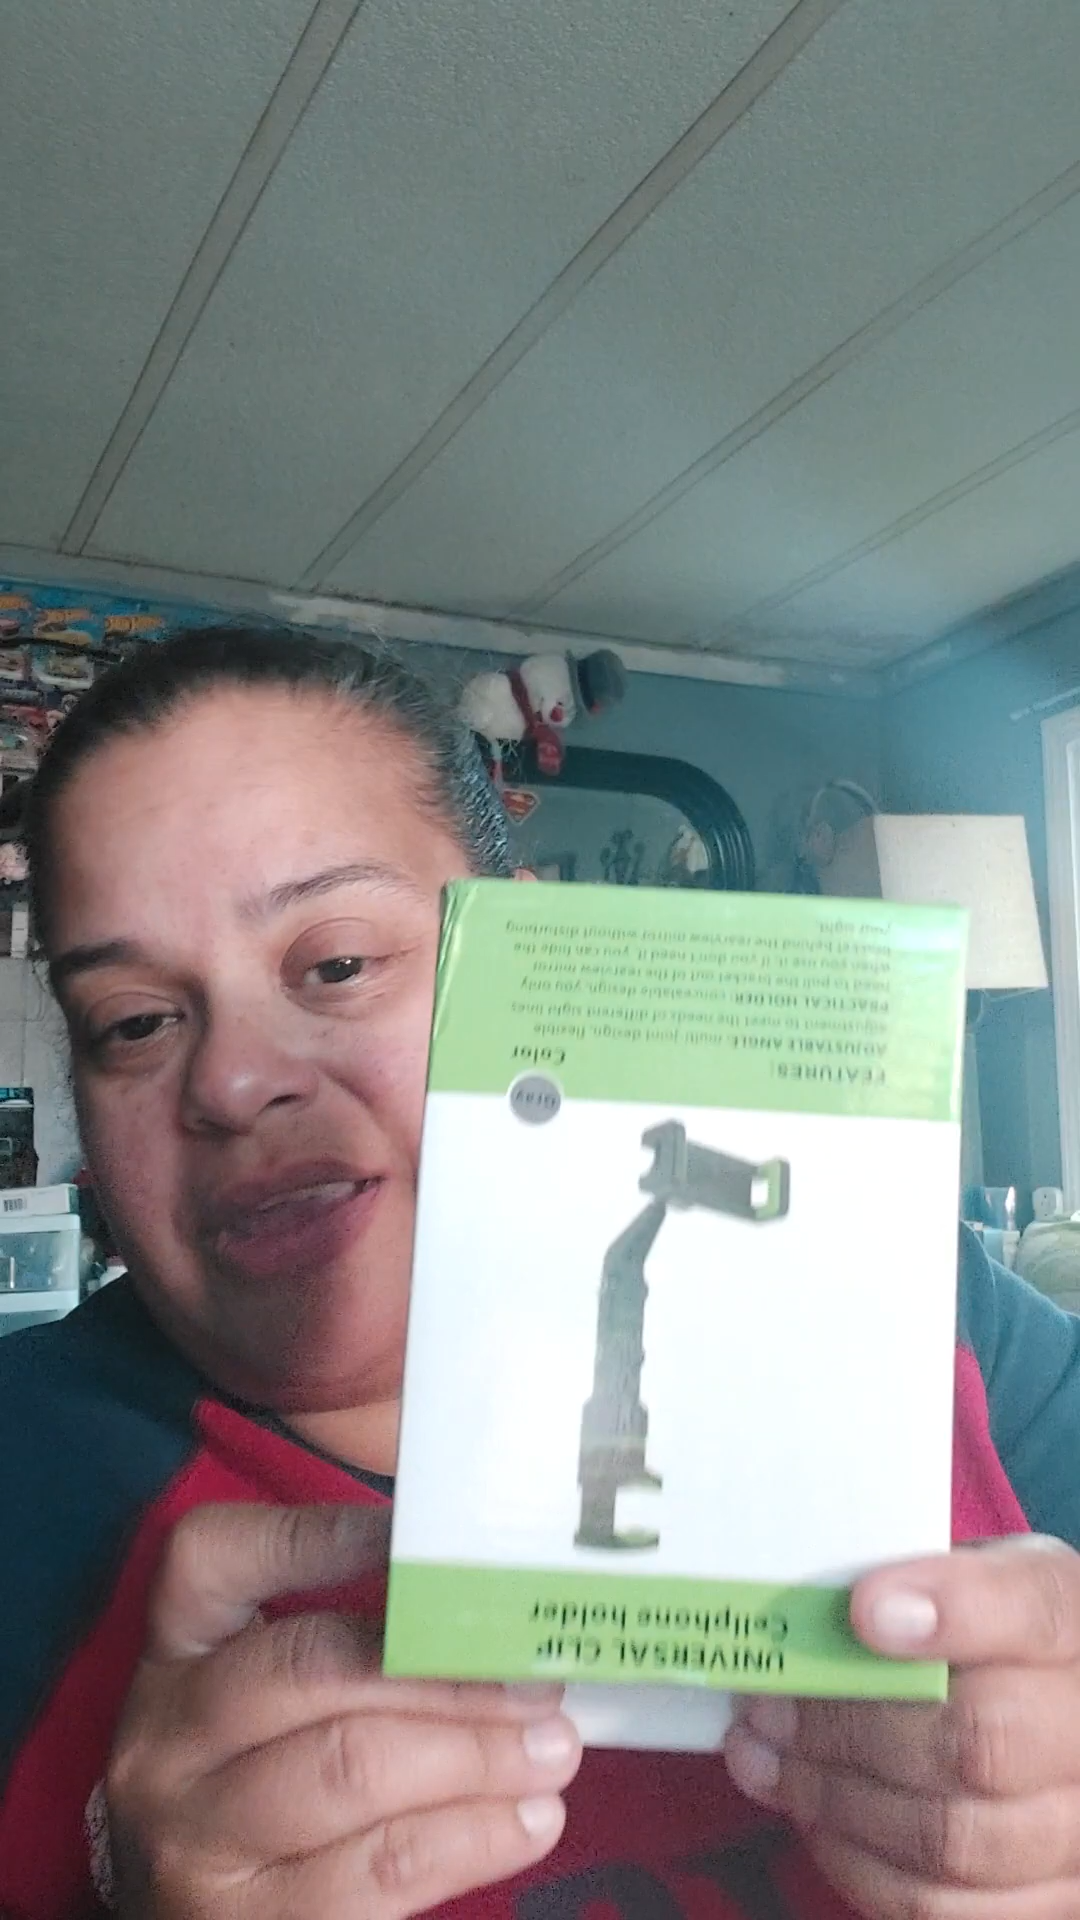 UNIVERSAL CLIP
Cellphone holder
Gray
Color
FEATURES:
ADJUSTABLE ANGLE: multi-joint design, flexible
adjustment to meet the needs of different sight lines
PRACTICAL HOLDER: concealable design, you only
need to pull the bracket out of the rearview mirror
when you use it. If you don't need it, you can hide the
bracket behind the rearview mirror without disturbing
your sight.